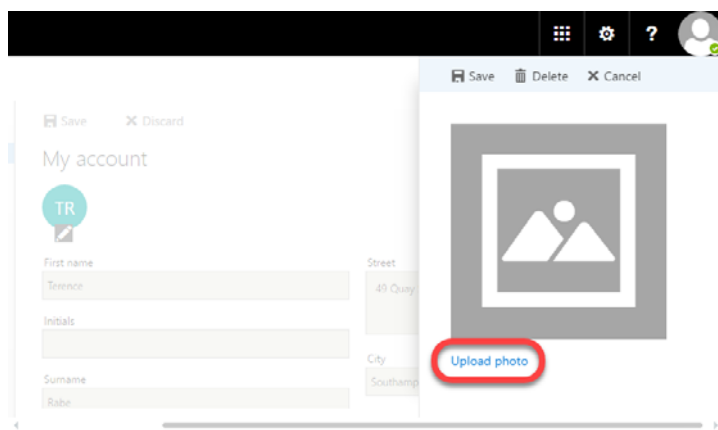 ?
Save Delete Cancel
Save Discard
My account
TR
First name Street
Terence 49 Quay
Initials
City
Surname Southamp
Rabe
Upload photo